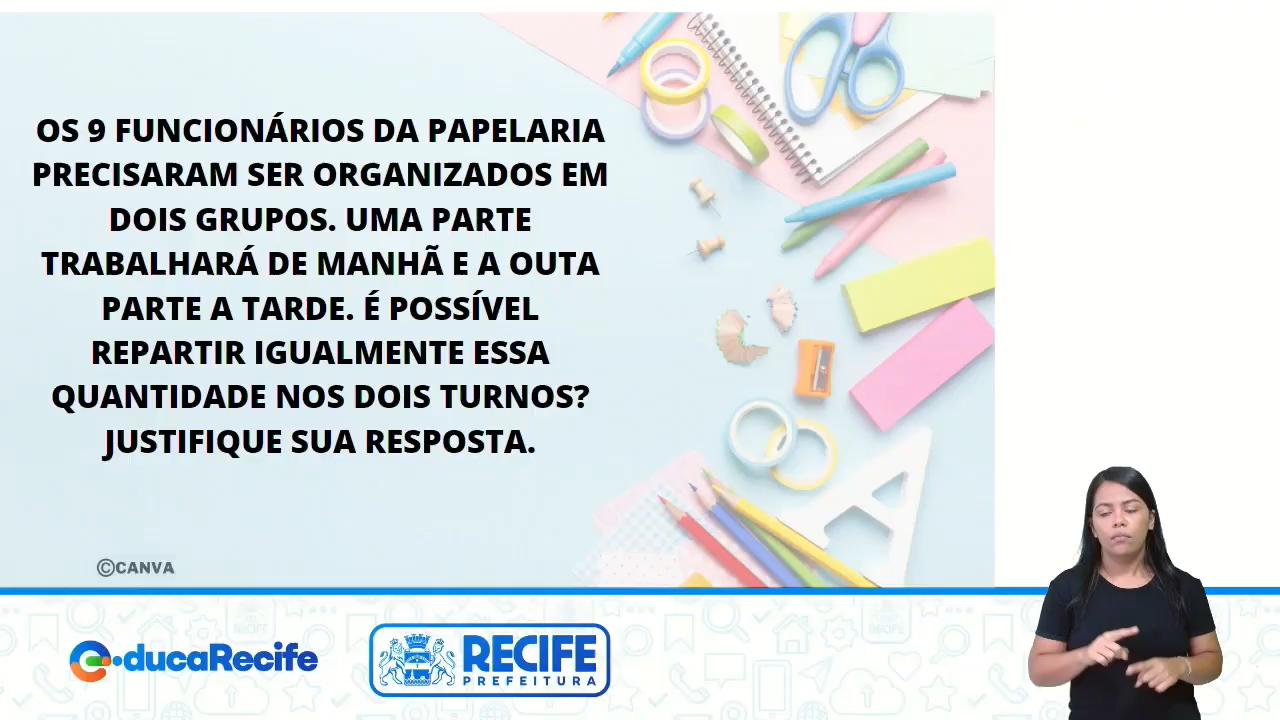 OS 9 FUNCIONÁRIOS DA PAPELARIA
PRECISARAM SER ORGANIZADOS EM
DOIS GRUPOS. UMA PARTE
TRABALHARÁ DE MANHÃ E A OUTA
PARTE A TARDE. É POSSÍVEL
REPARTIR IGUALMENTE ESSA
QUANTIDADE NOS DOIS TURNOS?
JUSTIFIQUE SUA RESPOSTA.
©CANVA
educaRecife
RECIFE
PREFEITURA